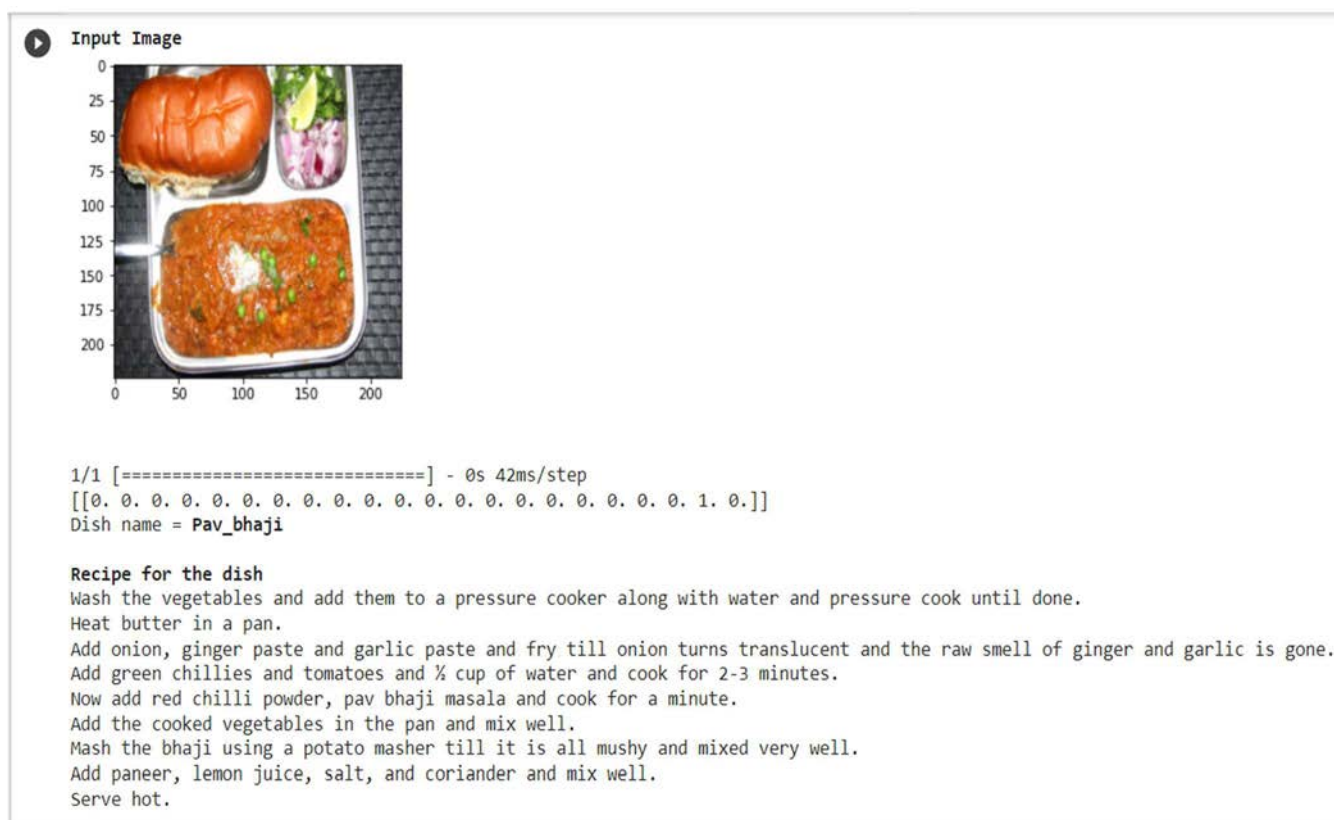 Input Image
0
25
50
75
100
125
150
175
200
0 50 100 150 200
1/1 [==============================] - 0s 42ms/step
[[0. 0. 0. 0. 0. 0. 0. 0. 0. 0. 0. 0. 0. 0. 0. 0. 0. 0. 0. 0. 1. 0.]]
Dish name = Pav_bhaji
Recipe for the dish
Wash the vegetables and add them to a pressure cooker along with water and pressure cook until done.
Heat butter in a pan.
Add onion, ginger paste and garlic paste and fry till onion turns translucent and the raw smell of ginger and garlic is gone.
Add green chillies and tomatoes and ½ cup of water and cook for 2-3 minutes.
Now add red chilli powder, pav bhaji masala and cook for a minute.
Add the cooked vegetables in the pan and mix well.
Mash the bhaji using a potato masher till it is all mushy and mixed very well.
Add paneer, lemon juice, salt, and coriander and mix well.
Serve hot.